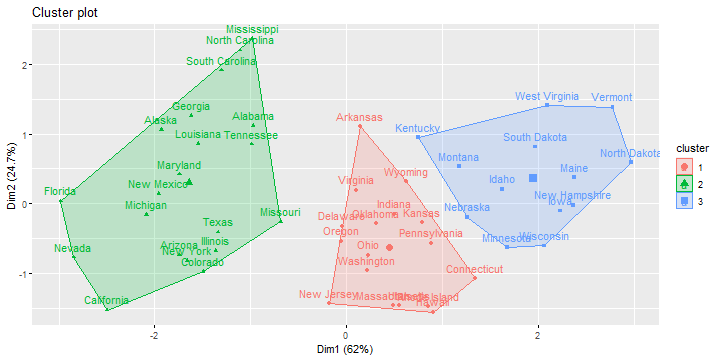 Cluster plot
Mississippi
North Carolina
South Carolina
Georgia
Alaska
Alabama
Louisiana
Tennessee
Maryland
New Mexico
Florida
Michigan
Missouri
Texas
Arizona
Illinois
New York
Nevada
Colorado
California
Arkansas
Wyoming
Virginia
Indiana
Delaware
Oklahoma
Kansas
Oregon
Pennsylvania
Ohio
Washington
Connecticut
New Jersey
Island
Hawaii
West Virginia
Vermont
Kentucky
South Dakota
North Dakota
Montana
Maine
Idaho
New Hampshire
Iowa
Nebraska
Minnesota
Wisconsin
cluster
1
2
3
2
1
0
-1
-2
0
2
Dim2 (24.7%)
Dim1 (62%)